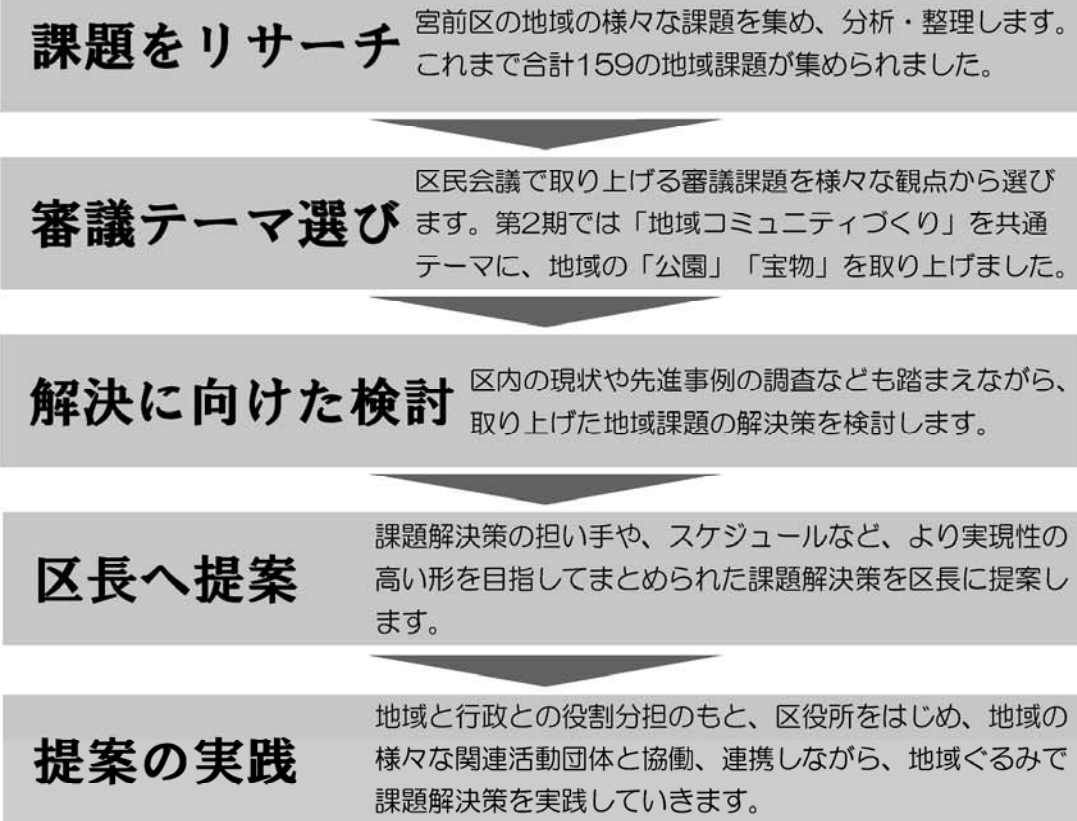 課題をリサーチ
宮前区の地域の様々な課題を集め、分析・整理します。
これまで合計159の地域課題が集められました。
審議テーマ選び
区民会議で取り上げる審議課題を様々な観点から選び
ます。第2期では「地域コミュニティづくり」を共通
テーマに、地域の「公園」「宝物」を取り上げました。
解決に向けた検討
区内の現状や先進事例の調査なども踏まえながら、
取り上げた地域課題の解決策を検討します。
区長へ提案
課題解決策の担い手や、スケジュールなど、より実現性の
高い形を目指してまとめられた課題解決策を区長に提案し
ます。
提案の実践
地域と行政との役割分担のもと、区役所をはじめ、地域の
様々な関連活動団体と協働、連携しながら、地域ぐるみで
課題解決策を実践していきます。